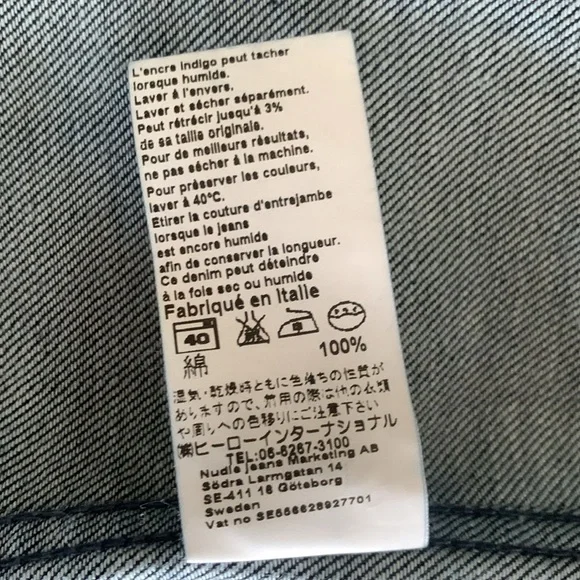 L'encre indigo peut tacher
lorsque humide.
Laver à l'envers.
Laver et sécher séparément.
Peut rétrécir jusqu'à 3%
de sa taille originale.
Pour de meilleurs résultats,
ne pas sécher à la machine.
Pour préserver les couleurs,
laver à 40°C.
Etirer la couture d'entrejambe
lorsque le jeans
est encore humide
afin de conserver la longueur.
Ce denim peut déteindre
à la fois sec ou humide
Fabriqué en Italie
40
綿 100%
湿気・乾燥時ともに色落ちの性質が
ありますので、着用の際は他の衣類
や周りへの色移りにご注意下さい
㈱ヒーローインターナショナル
TEL:06-6267-3100
Nudie Jeans Marketing AB
Södra Larmgatan 14
SE-411 16 Göteborg
Sweden
Vat no SE556628927701